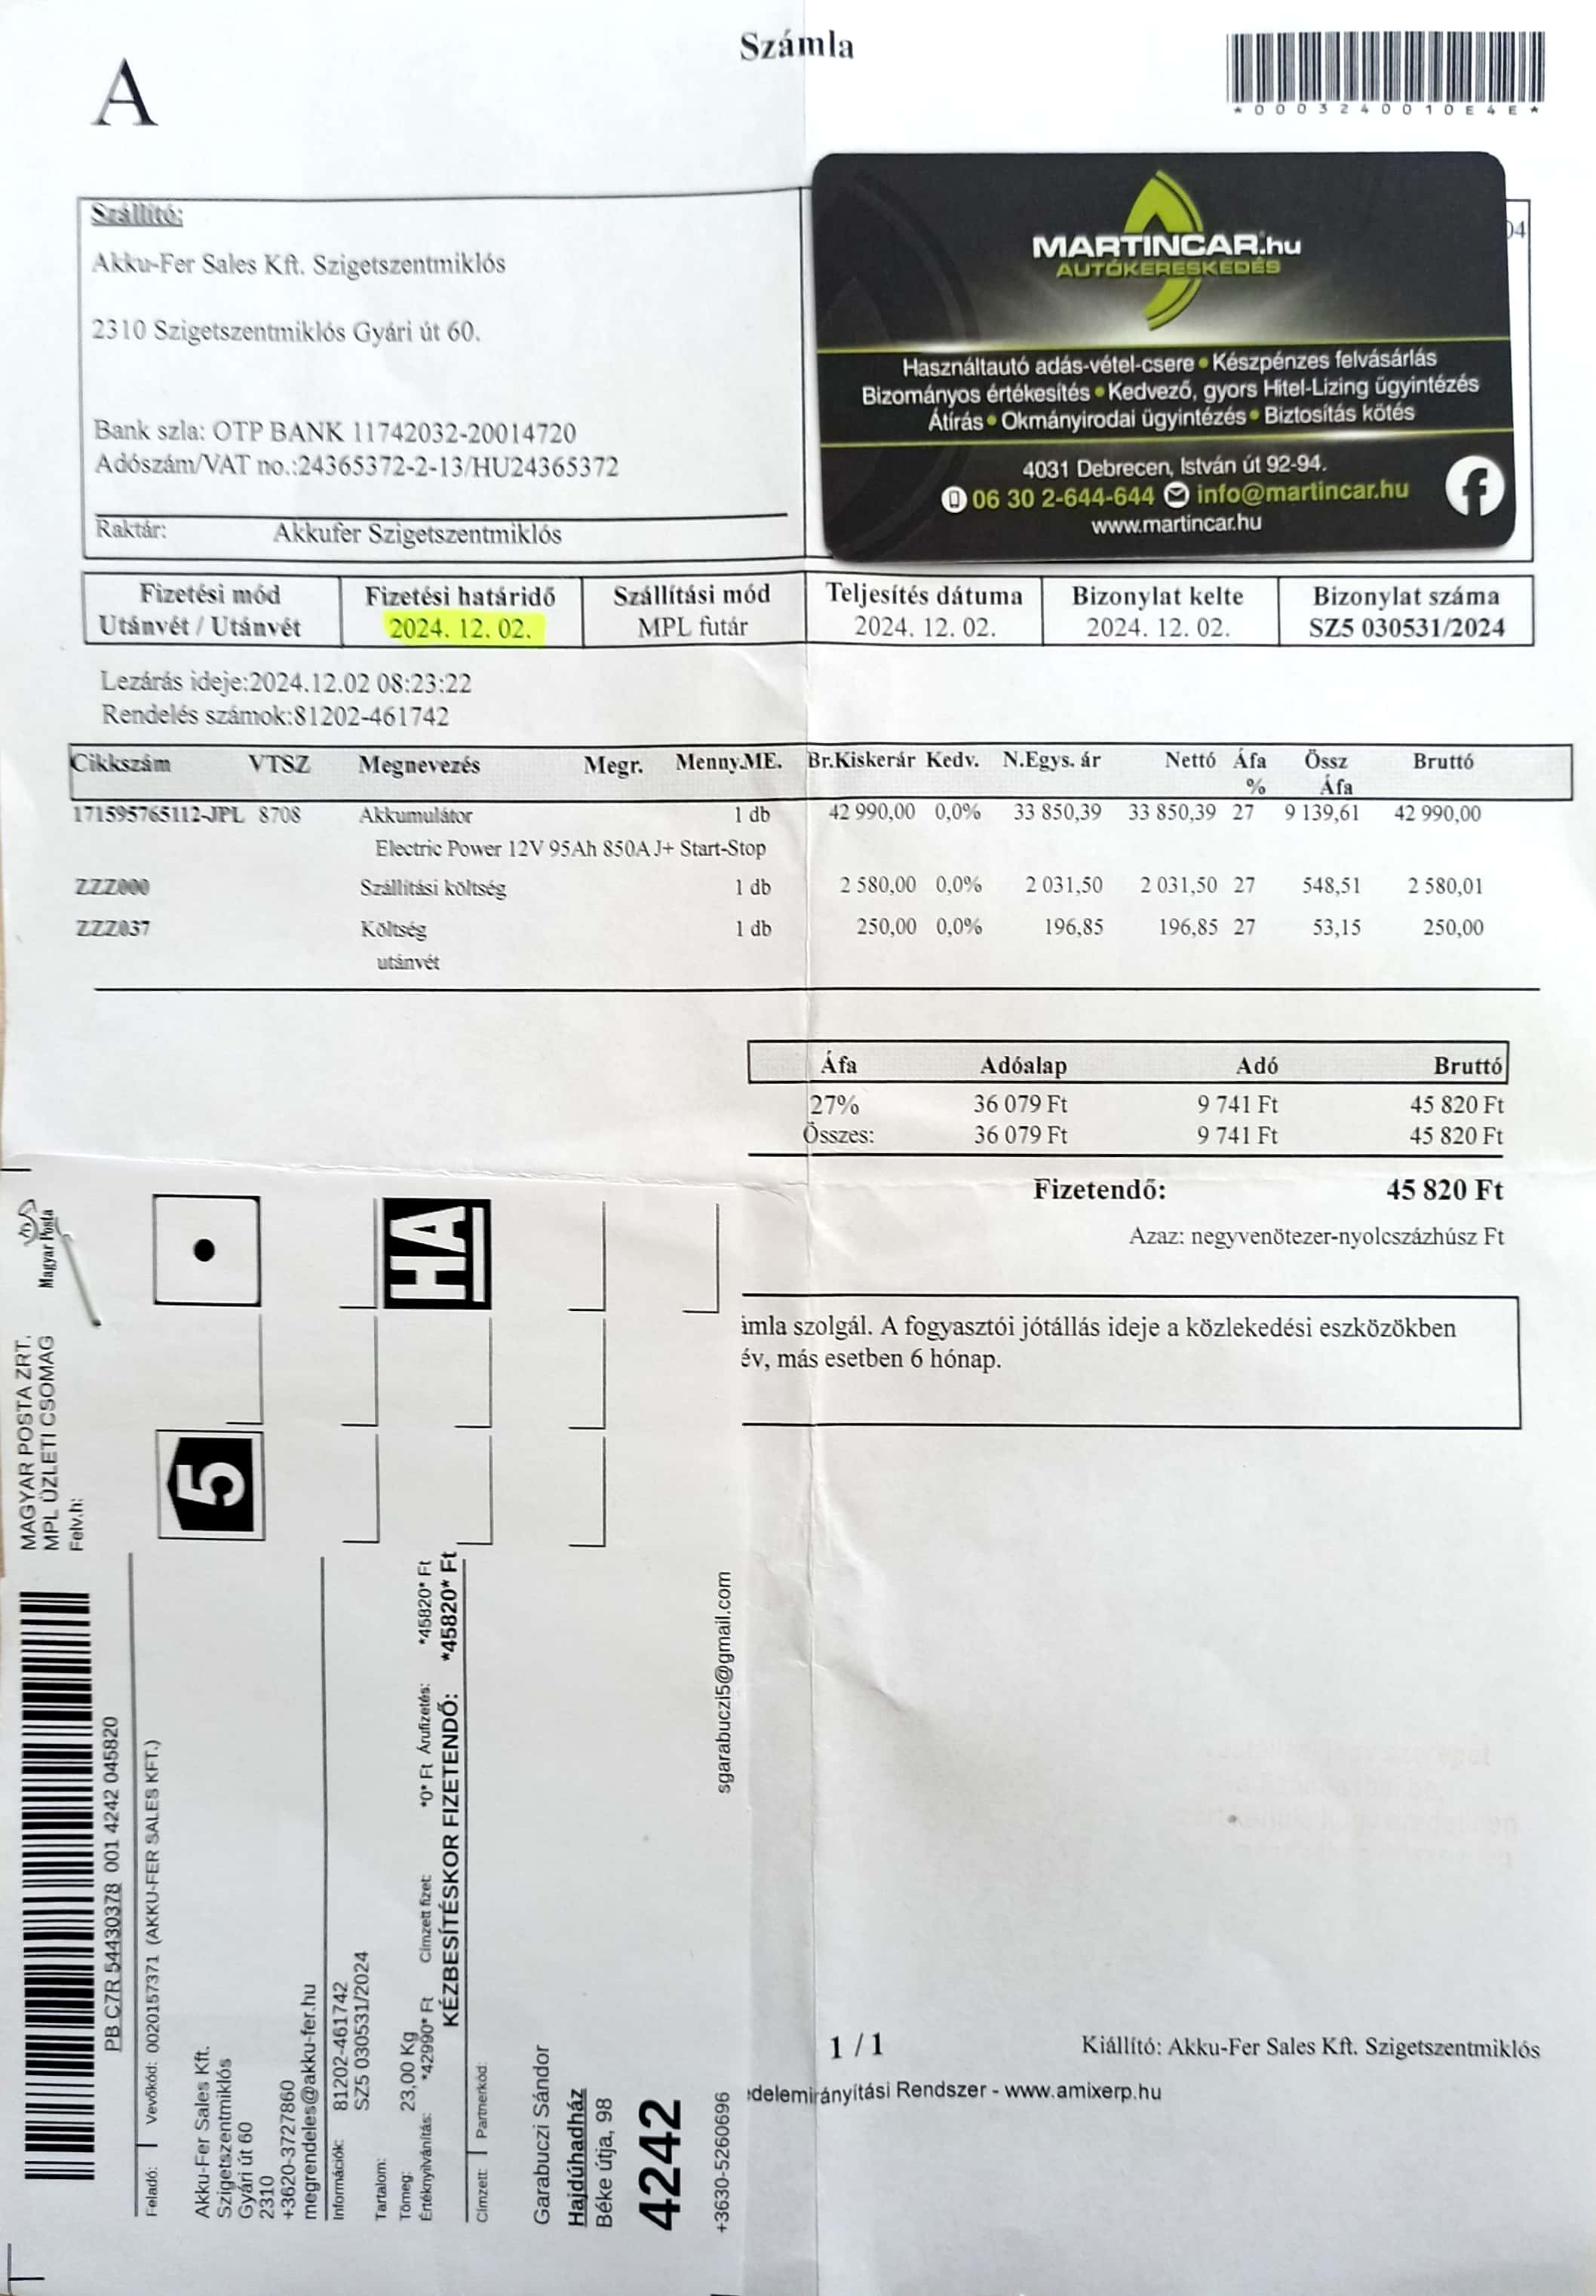 Számla
A
*0003240010E4E*
Szállító:
Akku-Fer Sales Kft. Szigetszentmiklós
2310 Szigetszentmiklós Gyári út 60.
Bank szla: OTP BANK 11742032-20014720
Adószám/VAT no.:24365372-2-13/HU24365372
Raktár: Akkufer Szigetszentmiklós
04
MARTINCAR.hu
AUTÓKERESKEDÉS
Használtautó adás-vétel-csere • Készpénzes felvásárlás
Bizományos értékesítés • Kedvező, gyors Hitel-Lízing ügyintézés
Átírás • Okmányirodai ügyintézés • Biztosítás kötés
4031 Debrecen, István út 92-94.
06 30 2-644-644 info@martincar.hu
www.martincar.hu
Fizetési mód Fizetési határidő Szállítási mód Teljesítés dátuma Bizonylat kelte Bizonylat száma
Utánvét / Utánvét 2024. 12. 02. MPL futár 2024. 12. 02. 2024. 12. 02. SZ5 030531/2024
Lezárás ideje:2024.12.02 08:23:22
Rendelés számok:81202-461742
Cikkszám VTSZ Megnevezés Megr. Menny.ME. Br.Kiskerár Kedv. N.Egys. ár Nettó Áfa Össz Bruttó
% Áfa
171595765112-JPL 8708 Akkumulátor 1 db 42 990,00 0,0% 33 850,39 33 850,39 27 9 139,61 42 990,00
Electric Power 12V 95Ah 850A J+ Start-Stop
ZZZ000 Szállítási költség 1 db 2 580,00 0,0% 2 031,50 2 031,50 27 548,51 2 580,01
ZZZ037 Költség 1 db 250,00 0,0% 196,85 196,85 27 53,15 250,00
utánvét
Áfa Adóalap Adó Bruttó
27% 36 079 Ft 9 741 Ft 45 820 Ft
Összes: 36 079 Ft 9 741 Ft 45 820 Ft
Fizetendő: 45 820 Ft
Azaz: negyvenötezer-nyolcszázhúsz Ft
ámla szolgál. A fogyasztói jótállás ideje a közlekedési eszközökben
év, más esetben 6 hónap.
1 / 1 Kiállító: Akku-Fer Sales Kft. Szigetszentmiklós
delemirányítási Rendszer - www.amixerp.hu
Magyar Posta
MAGYAR POSTA ZRT.
MPL ÜZLETI CSOMAG
Felv.h:
5
HA
PB C7R 54430378 001 4242 045820
Feladó: Vevőkód: 0020157371 (AKKU-FER SALES KFT.)
Akku-Fer Sales Kft.
Szigetszentmiklós
Gyári út 60
2310
+3620-3727860
megrendeles@akku-fer.hu
Információk: 81202-461742
SZ5 030531/2024
Tartalom:
Tömeg: 23,00 Kg
Értéknyilvánítás: *42990* Ft Címzett fizet: *0* Ft Árufizetés: *45820* Ft
KÉZBESÍTÉSKOR FIZETENDŐ: *45820* Ft
Címzett: Partnerkód:
Garabuczi Sándor
Hajdúhadház
Béke útja, 98
4242
+3630-5260696 sgarabuczi5@gmail.com